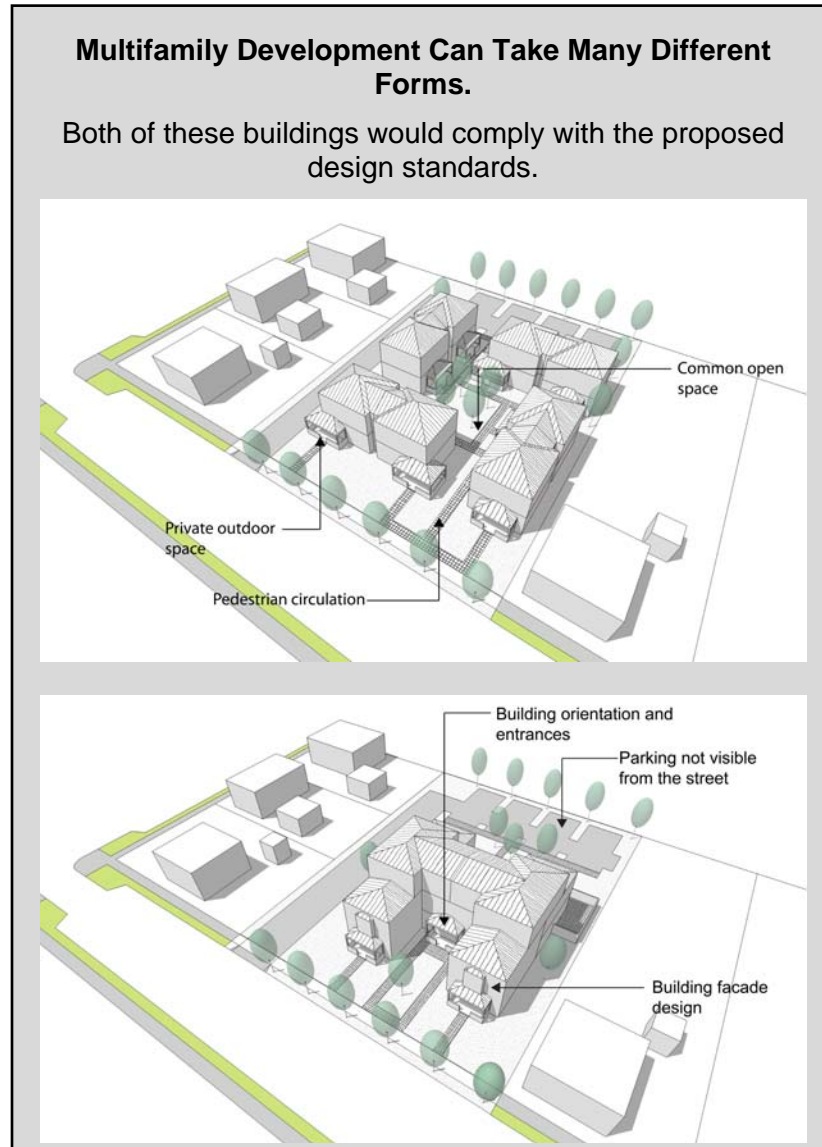 Multifamily Development Can Take Many Different
Forms.
Both of these buildings would comply with the proposed
design standards.
Common open
space
Private outdoor
space
Pedestrian circulation
Building orientation and
entrances
Parking not visible
from the street
Building facade
design